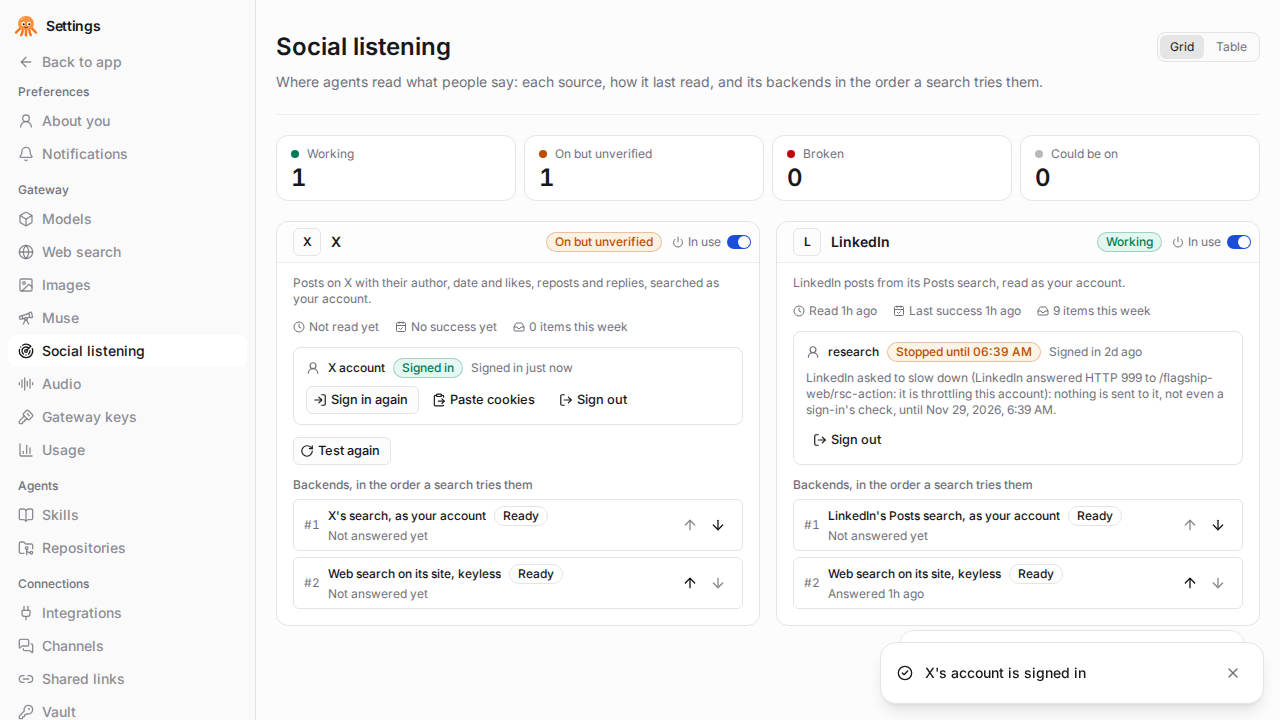 Settings
Back to app
Preferences
About you
Notifications
Gateway
Models
Web search
Images
Muse
Social listening
Audio
Gateway keys
Usage
Agents
Skills
Repositories
Connections
Integrations
Channels
Shared links
Vault
Social listening
Grid Table
Where agents read what people say: each source, how it last read, and its backends in the order a search tries them.
Working
1
On but unverified
1
Broken
0
Could be on
0
X X On but unverified In use
Posts on X with their author, date and likes, reposts and replies, searched as
your account.
Not read yet No success yet 0 items this week
X account Signed in Signed in just now
Sign in again Paste cookies Sign out
Test again
Backends, in the order a search tries them
#1 X's search, as your account Ready
Not answered yet
#2 Web search on its site, keyless Ready
Not answered yet
L LinkedIn Working In use
LinkedIn posts from its Posts search, read as your account.
Read 1h ago Last success 1h ago 9 items this week
research Stopped until 06:39 AM Signed in 2d ago
LinkedIn asked to slow down (LinkedIn answered HTTP 999 to /flagship-
web/rsc-action: it is throttling this account): nothing is sent to it, not even a
sign-in's check, until Nov 29, 2026, 6:39 AM.
Sign out
Backends, in the order a search tries them
#1 LinkedIn's Posts search, as your account Ready
Not answered yet
#2 Web search on its site, keyless Ready
Answered 1h ago
X's account is signed in